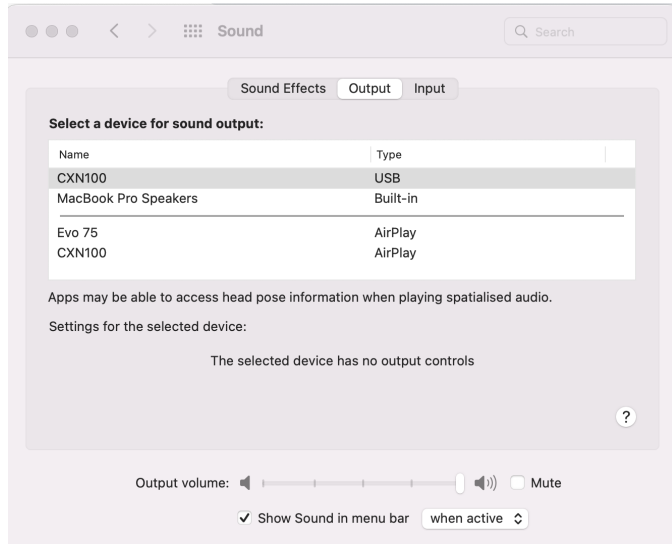 Sound
Search
Sound Effects Output Input
Select a device for sound output:
Name Type
CXN100 USB
MacBook Pro Speakers Built-in
Evo 75 AirPlay
CXN100 AirPlay
Apps may be able to access head pose information when playing spatialised audio.
Settings for the selected device:
The selected device has no output controls
?
Output volume: Mute
Show Sound in menu bar when active